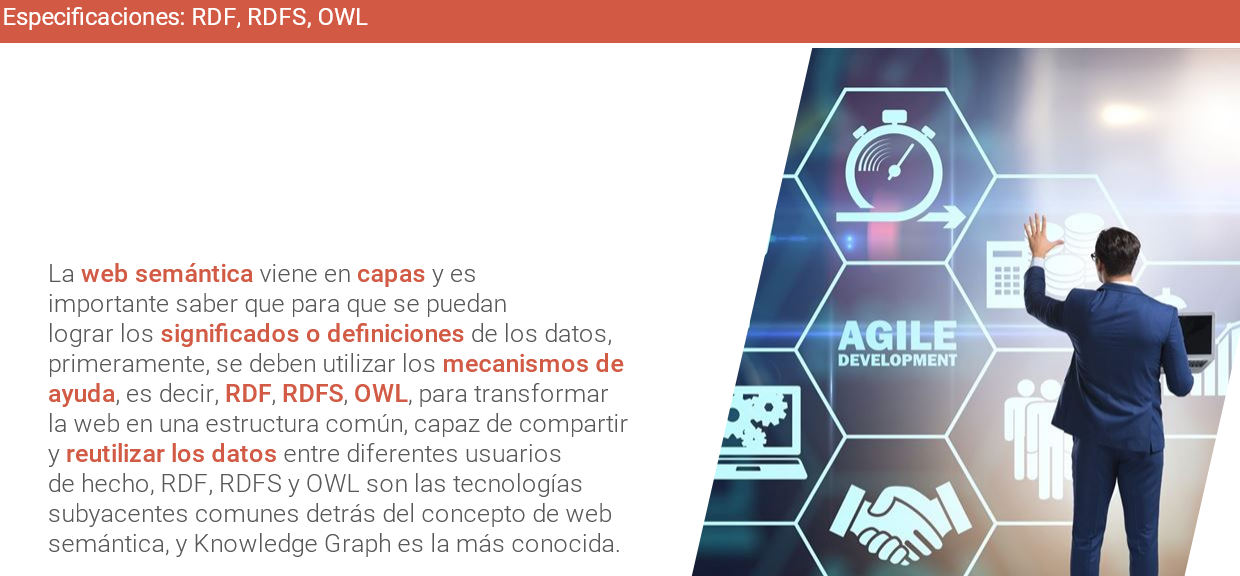 Especificaciones: RDF, RDFS, OWL
La web semántica viene en capas y es
importante saber que para que se puedan
lograr los significados o definiciones de los datos,
primeramente, se deben utilizar los mecanismos de
ayuda, es decir, RDF, RDFS, OWL, para transformar
la web en una estructura común, capaz de compartir
y reutilizar los datos entre diferentes usuarios
de hecho, RDF, RDFS y OWL son las tecnologías
subyacentes comunes detrás del concepto de web
semántica, y Knowledge Graph es la más conocida.
AGILE
DEVELOPMENT